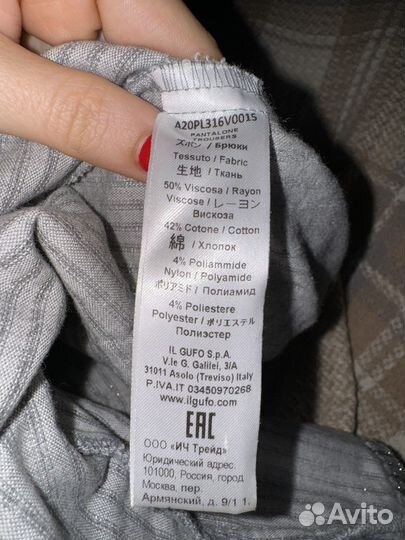 A20PL316V0015
PANTALONE
TROUSERS
ズボン / Брюки
Tessuto / Fabric
生地 / Ткань
50% Viscosa / Rayon
Viscose / レーヨン
Вискоза
42% Cotone / Cotton
綿 / Хлопок
4% Poliammide
Nylon / Polyamide
ポリアミド / Полиамид
4% Poliestere
Polyester / ポリエステル
Полиэстер
IL GUFO S.p.A.
V.le G. Galilei, 3/A
31011 Asolo (Treviso) Italy
P.IVA.IT 03450970268
www.ilgufo.com
EAC
ООО «ИЧ Трейд»
Юридический адрес:
101000, Россия, гор.
Москва, пер.
Армянский, д. 9/1 1.
Avito